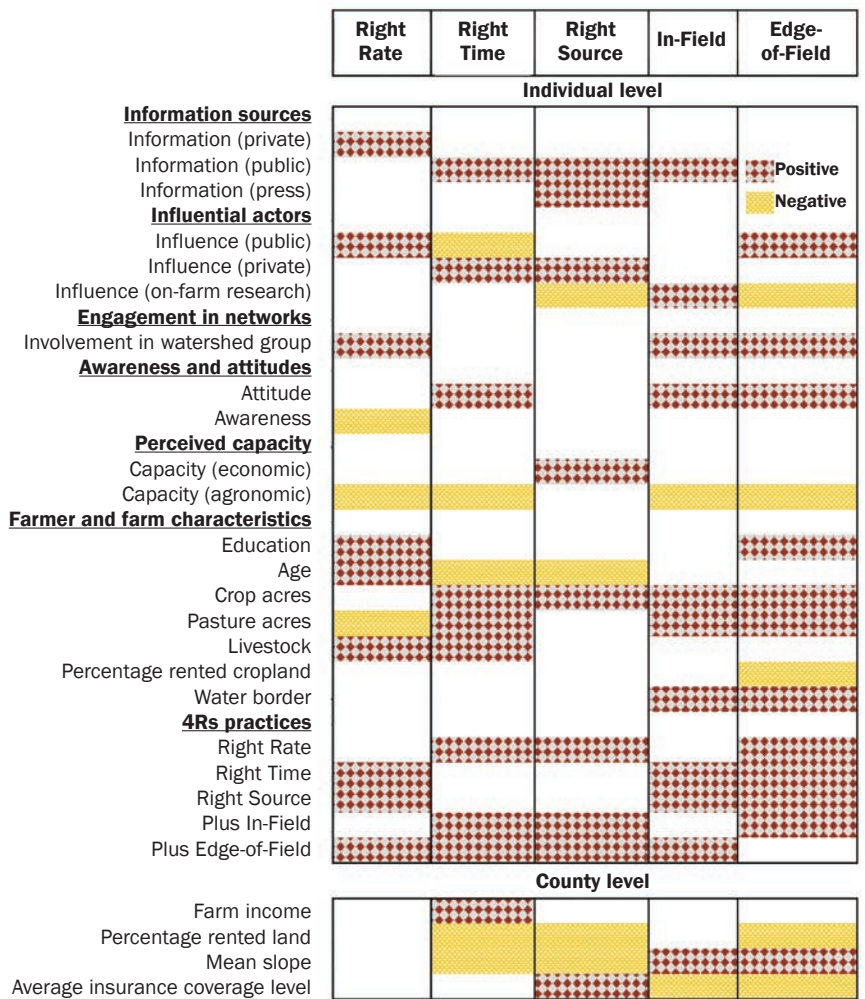 Right Rate
Right Time
Right Source
In-Field
Edge-of-Field
Individual level
Information sources
Information (private)
Information (public)
Information (press)
Influential actors
Influence (public)
Influence (private)
Influence (on-farm research)
Engagement in networks
Involvement in watershed group
Awareness and attitudes
Attitude
Awareness
Perceived capacity
Capacity (economic)
Capacity (agronomic)
Farmer and farm characteristics
Education
Age
Crop acres
Pasture acres
Livestock
Percentage rented cropland
Water border
4Rs practices
Right Rate
Right Time
Right Source
Plus In-Field
Plus Edge-of-Field
Positive
Negative
County level
Farm income
Percentage rented land
Mean slope
Average insurance coverage level